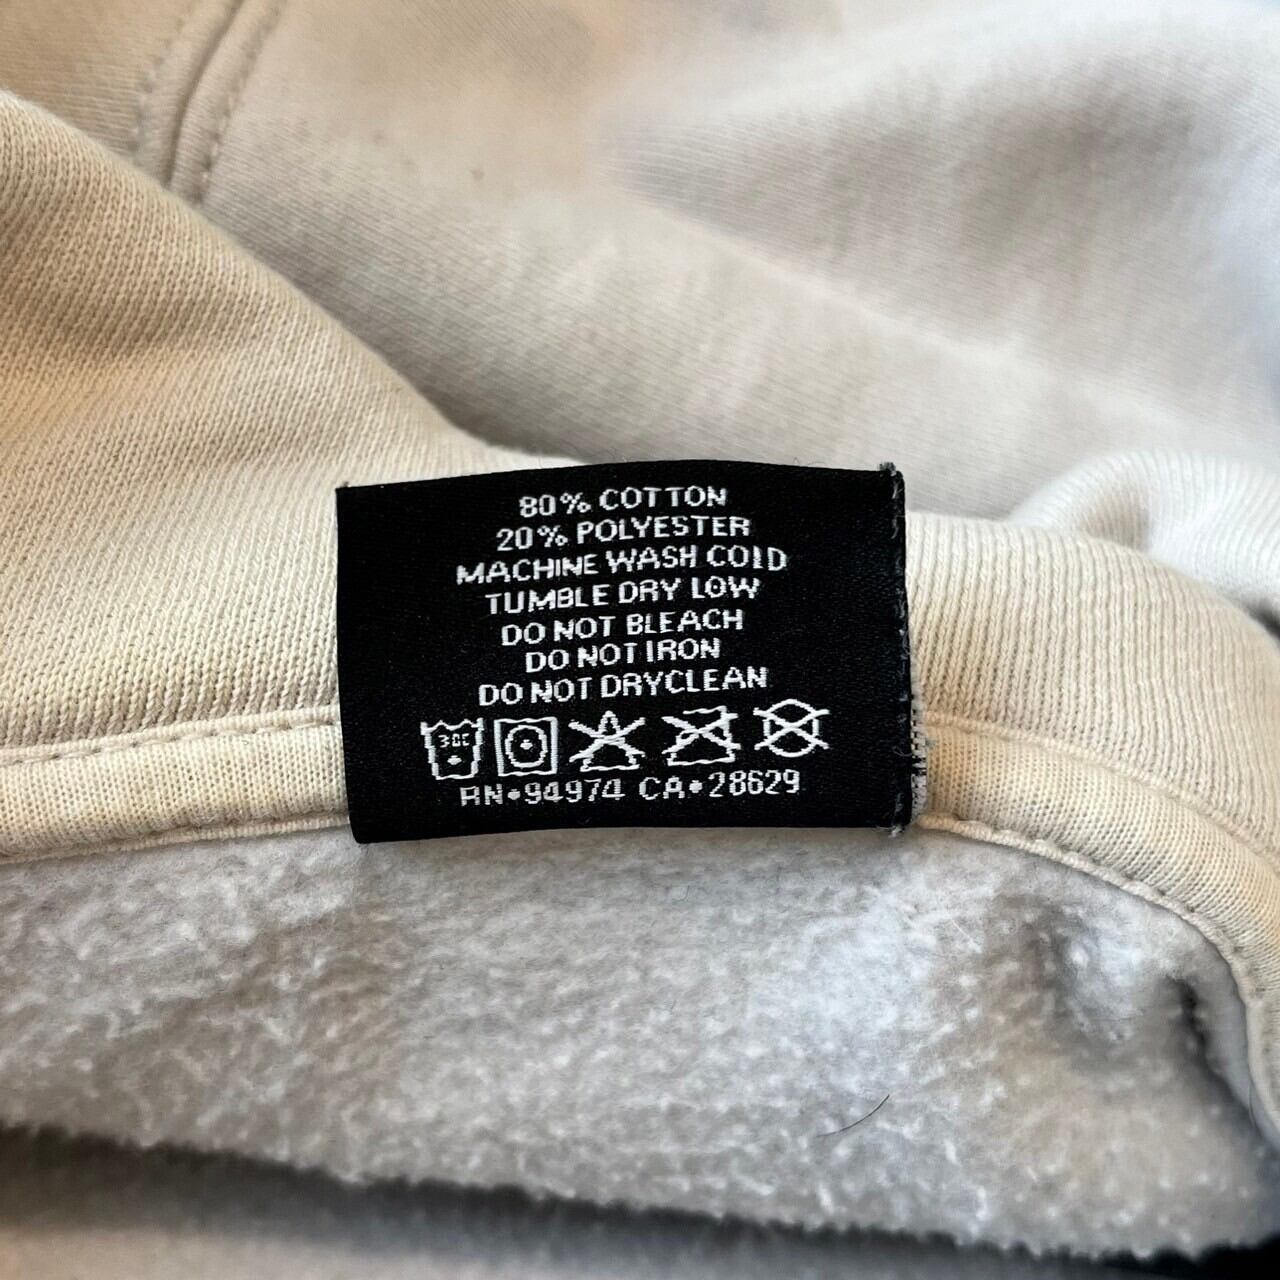 80% COTTON
20% POLYESTER
MACHINE WASH COLD
TUMBLE DRY LOW
DO NOT BLEACH
DO NOT IRON
DO NOT DRYCLEAN
30C
RN•94974 CA•28629